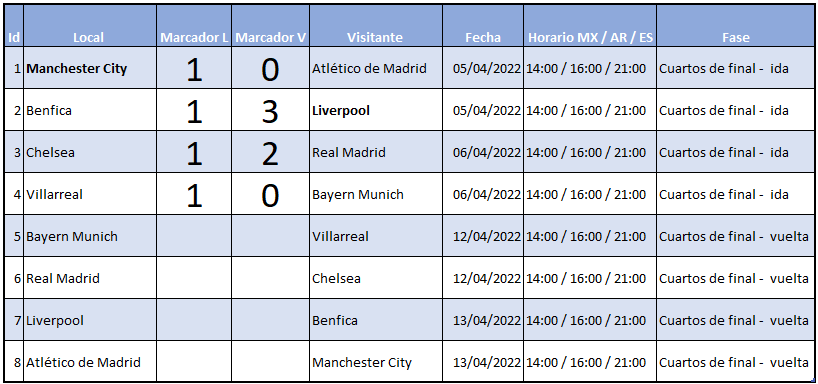 Id Local Marcador L Marcador V Visitante Fecha Horario MX / AR / ES Fase
1 Manchester City 1 0 Atlético de Madrid 05/04/2022 14:00 / 16:00 / 21:00 Cuartos de final - ida
2 Benfica 1 3 Liverpool 05/04/2022 14:00 / 16:00 / 21:00 Cuartos de final - ida
3 Chelsea 1 2 Real Madrid 06/04/2022 14:00 / 16:00 / 21:00 Cuartos de final - ida
4 Villarreal 1 0 Bayern Munich 06/04/2022 14:00 / 16:00 / 21:00 Cuartos de final - ida
5 Bayern Munich Villarreal 12/04/2022 14:00 / 16:00 / 21:00 Cuartos de final - vuelta
6 Real Madrid Chelsea 12/04/2022 14:00 / 16:00 / 21:00 Cuartos de final - vuelta
7 Liverpool Benfica 13/04/2022 14:00 / 16:00 / 21:00 Cuartos de final - vuelta
8 Atlético de Madrid Manchester City 13/04/2022 14:00 / 16:00 / 21:00 Cuartos de final - vuelta